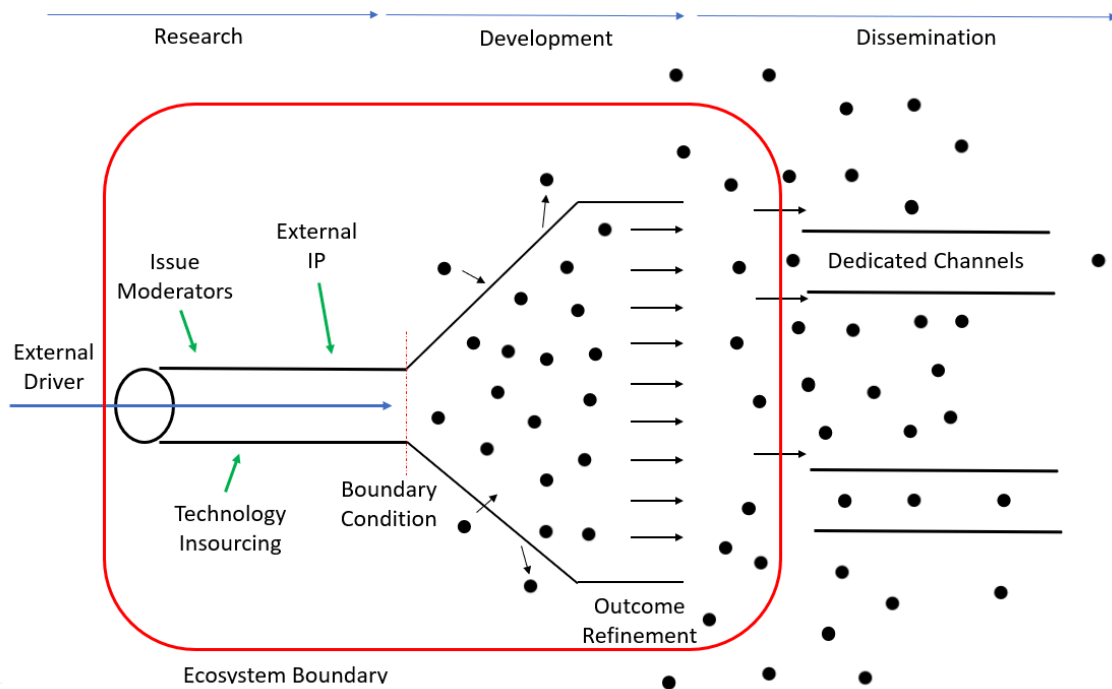 Research
Development
Dissemination
External
IP
Issue
Moderators
Dedicated Channels
External
Driver
Boundary
Condition
Technology
Insourcing
Outcome
Refinement
Ecosystem Boundary